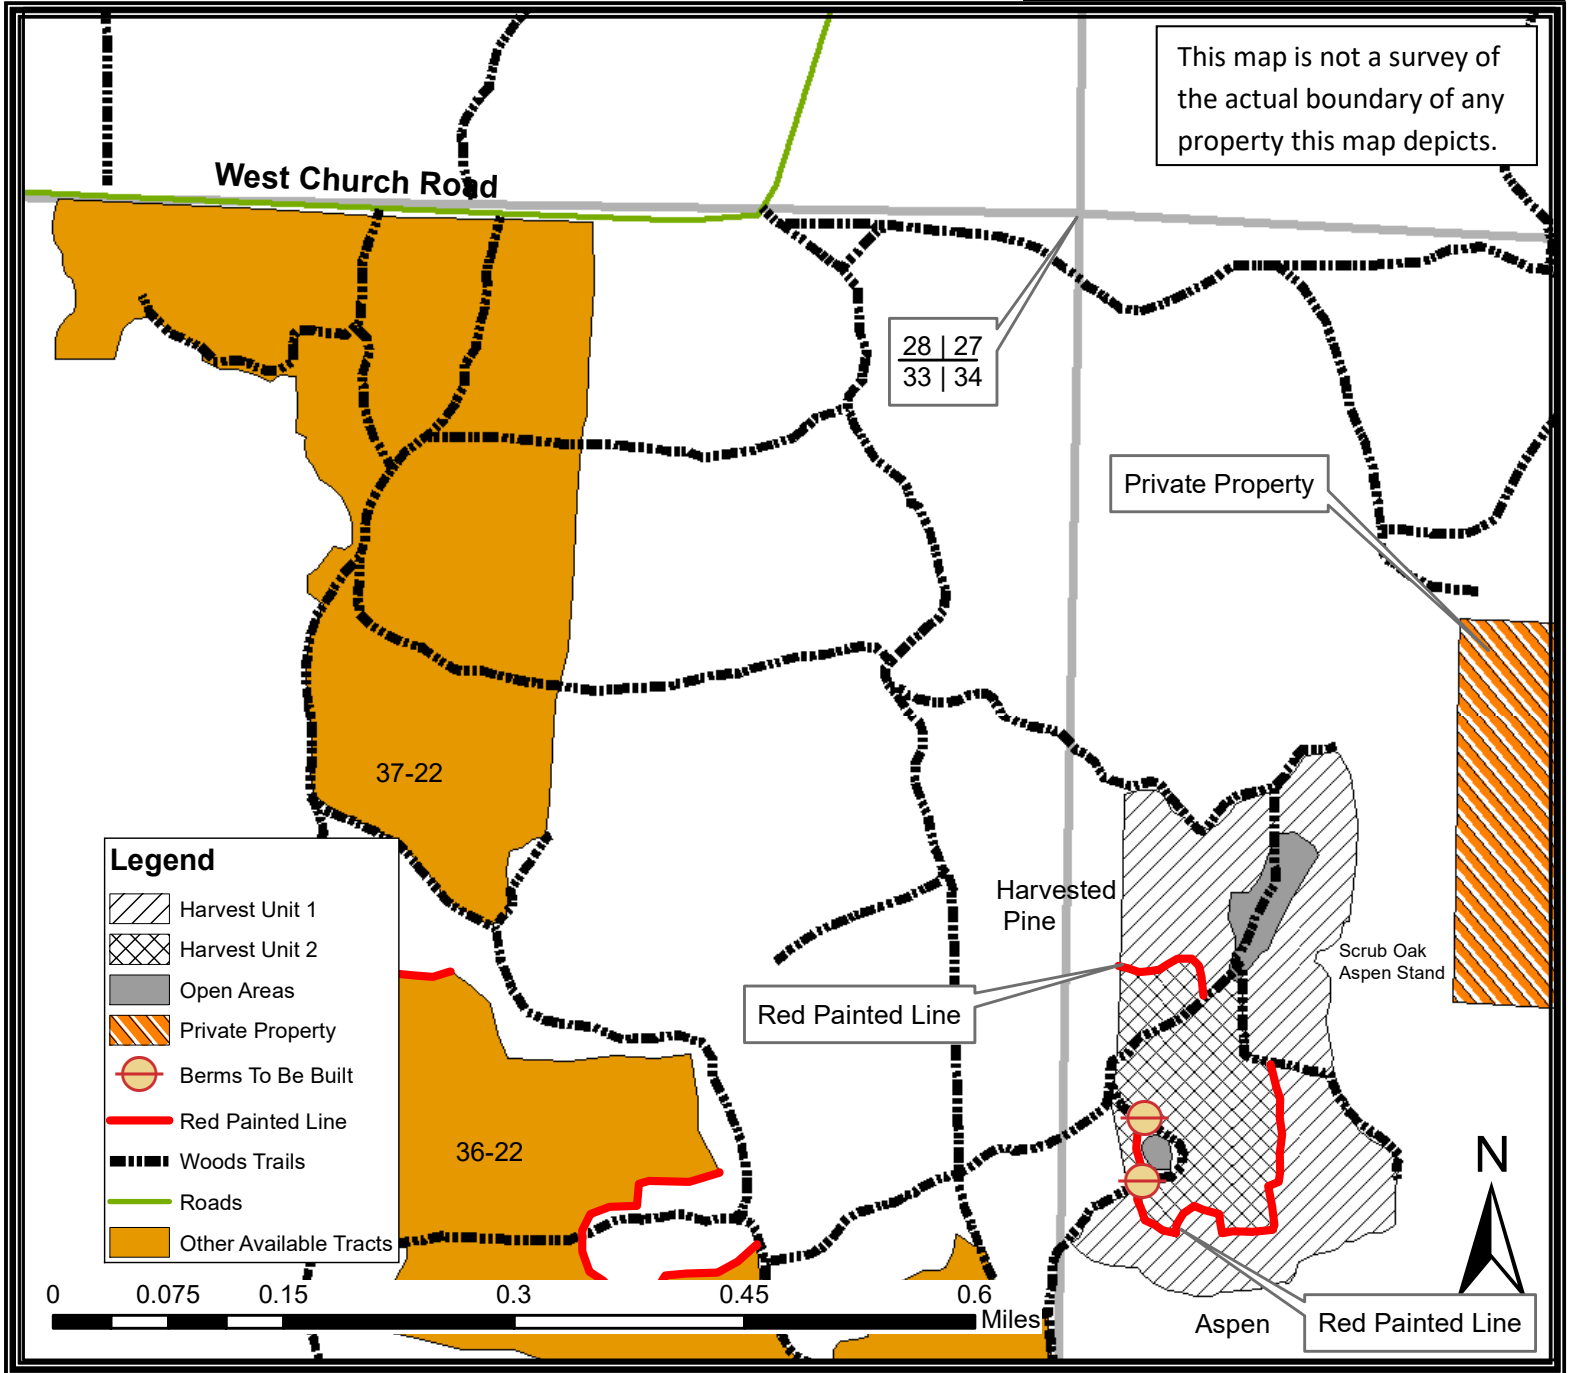 This map is not a survey of
the actual boundary of any
property this map depicts.
West Church Road
28 | 27
33 | 34
Private Property
37-22
Harvested
Pine
Scrub Oak
Aspen Stand
Red Painted Line
36-22
Legend
Harvest Unit 1
Harvest Unit 2
Open Areas
Private Property
Berms To Be Built
Red Painted Line
Woods Trails
Roads
Other Available Tracts
N
0 0.075 0.15 0.3 0.45 0.6
Miles
Aspen
Red Painted Line